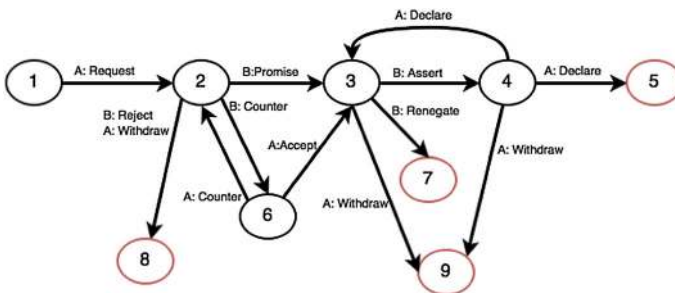 A: Declare
1
A: Request
2
B:Promise
3
B: Assert
4
A: Declare
5
B: Reject
A: Withdraw
B: Counter
B: Renegate
A:Accept
A: Withdraw
7
A: Counter
6
A: Withdraw
8
9